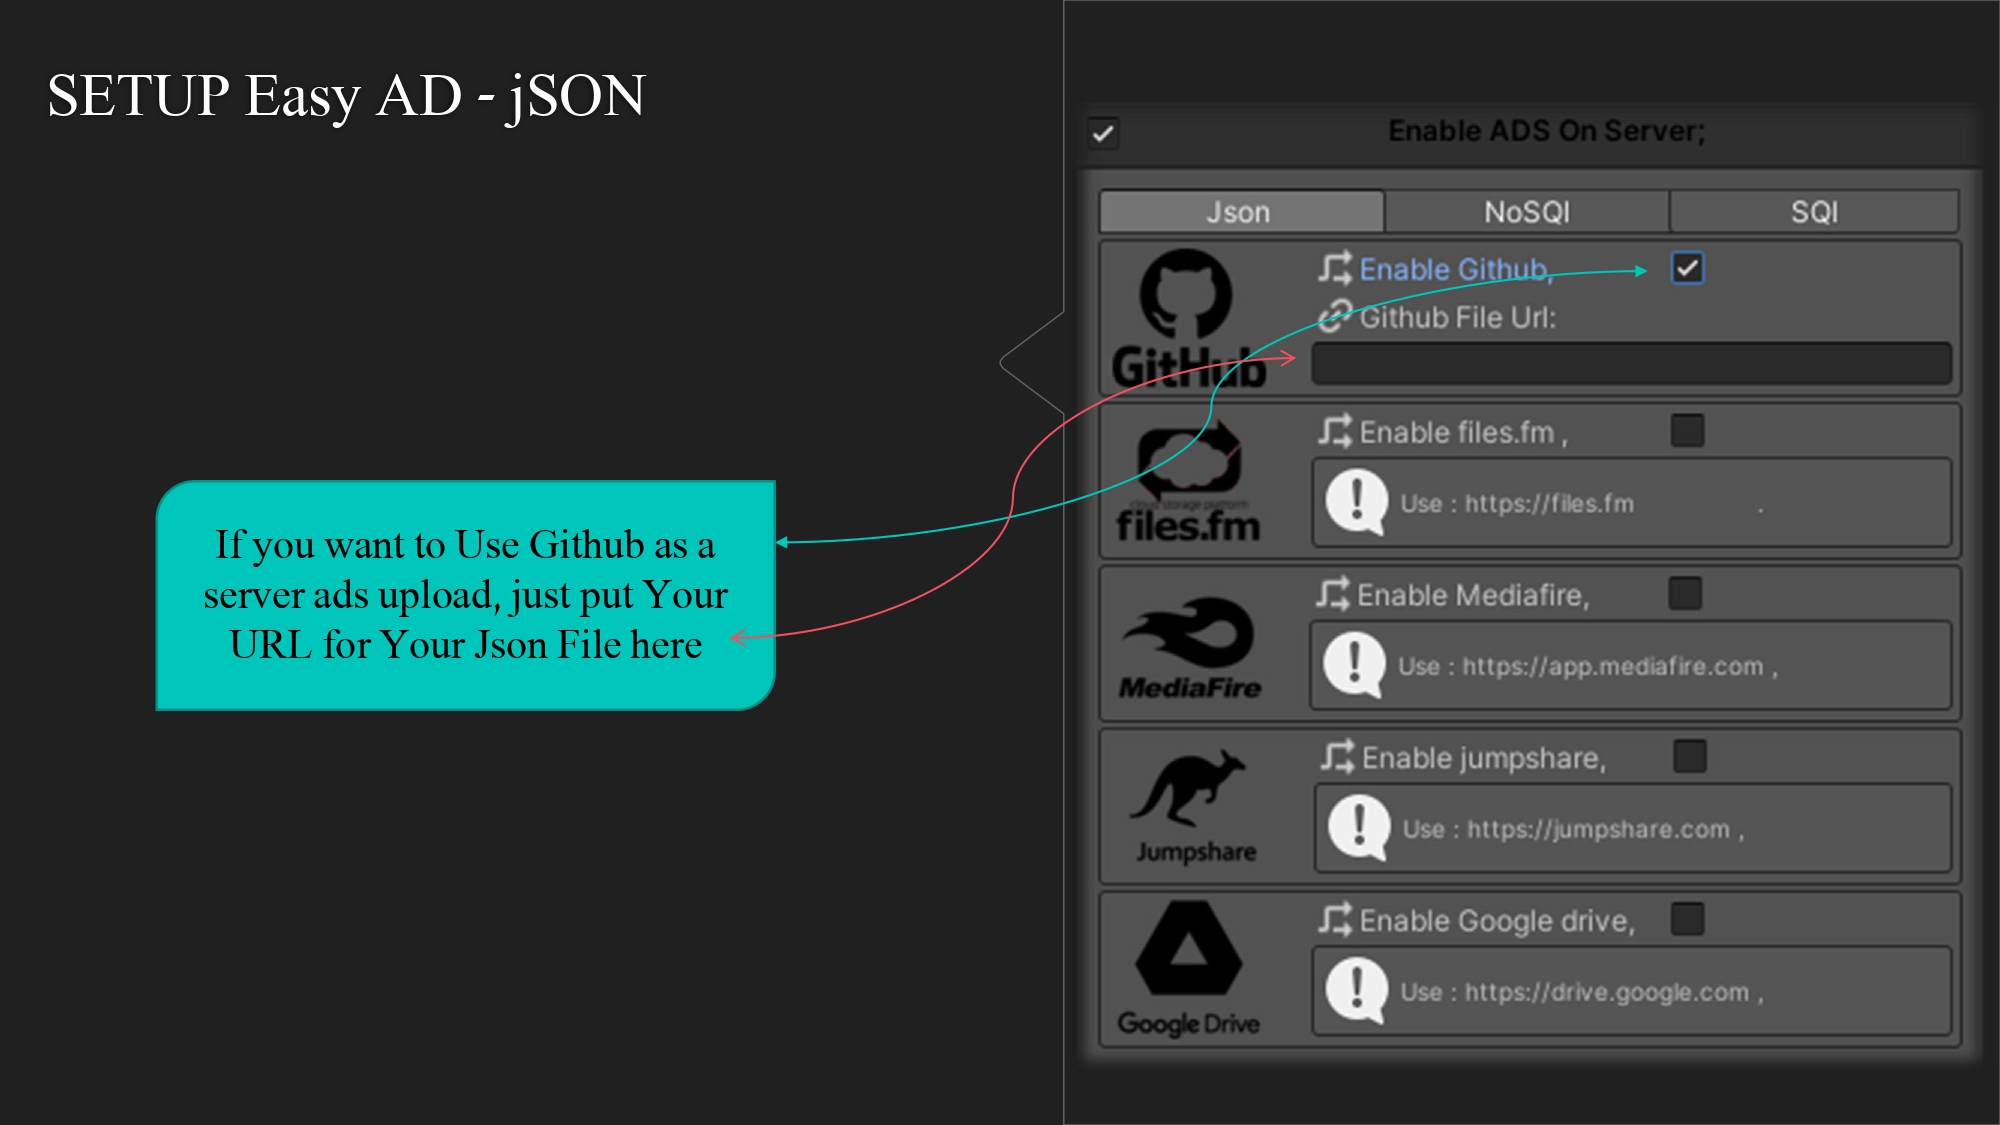 SETUP Easy AD - jSON
Enable ADS On Server;
Json NoSQl SQl
Enable Github,
Github File Url:
GitHub
Enable files.fm ,
Use : https://files.fm .
cloud storage platform
files.fm
Enable Mediafire,
Use : https://app.mediafire.com ,
MediaFire
Enable jumpshare,
Use : https://jumpshare.com ,
Jumpshare
Enable Google drive,
Use : https://drive.google.com ,
Google Drive
If you want to Use Github as a
server ads upload, just put Your
URL for Your Json File here